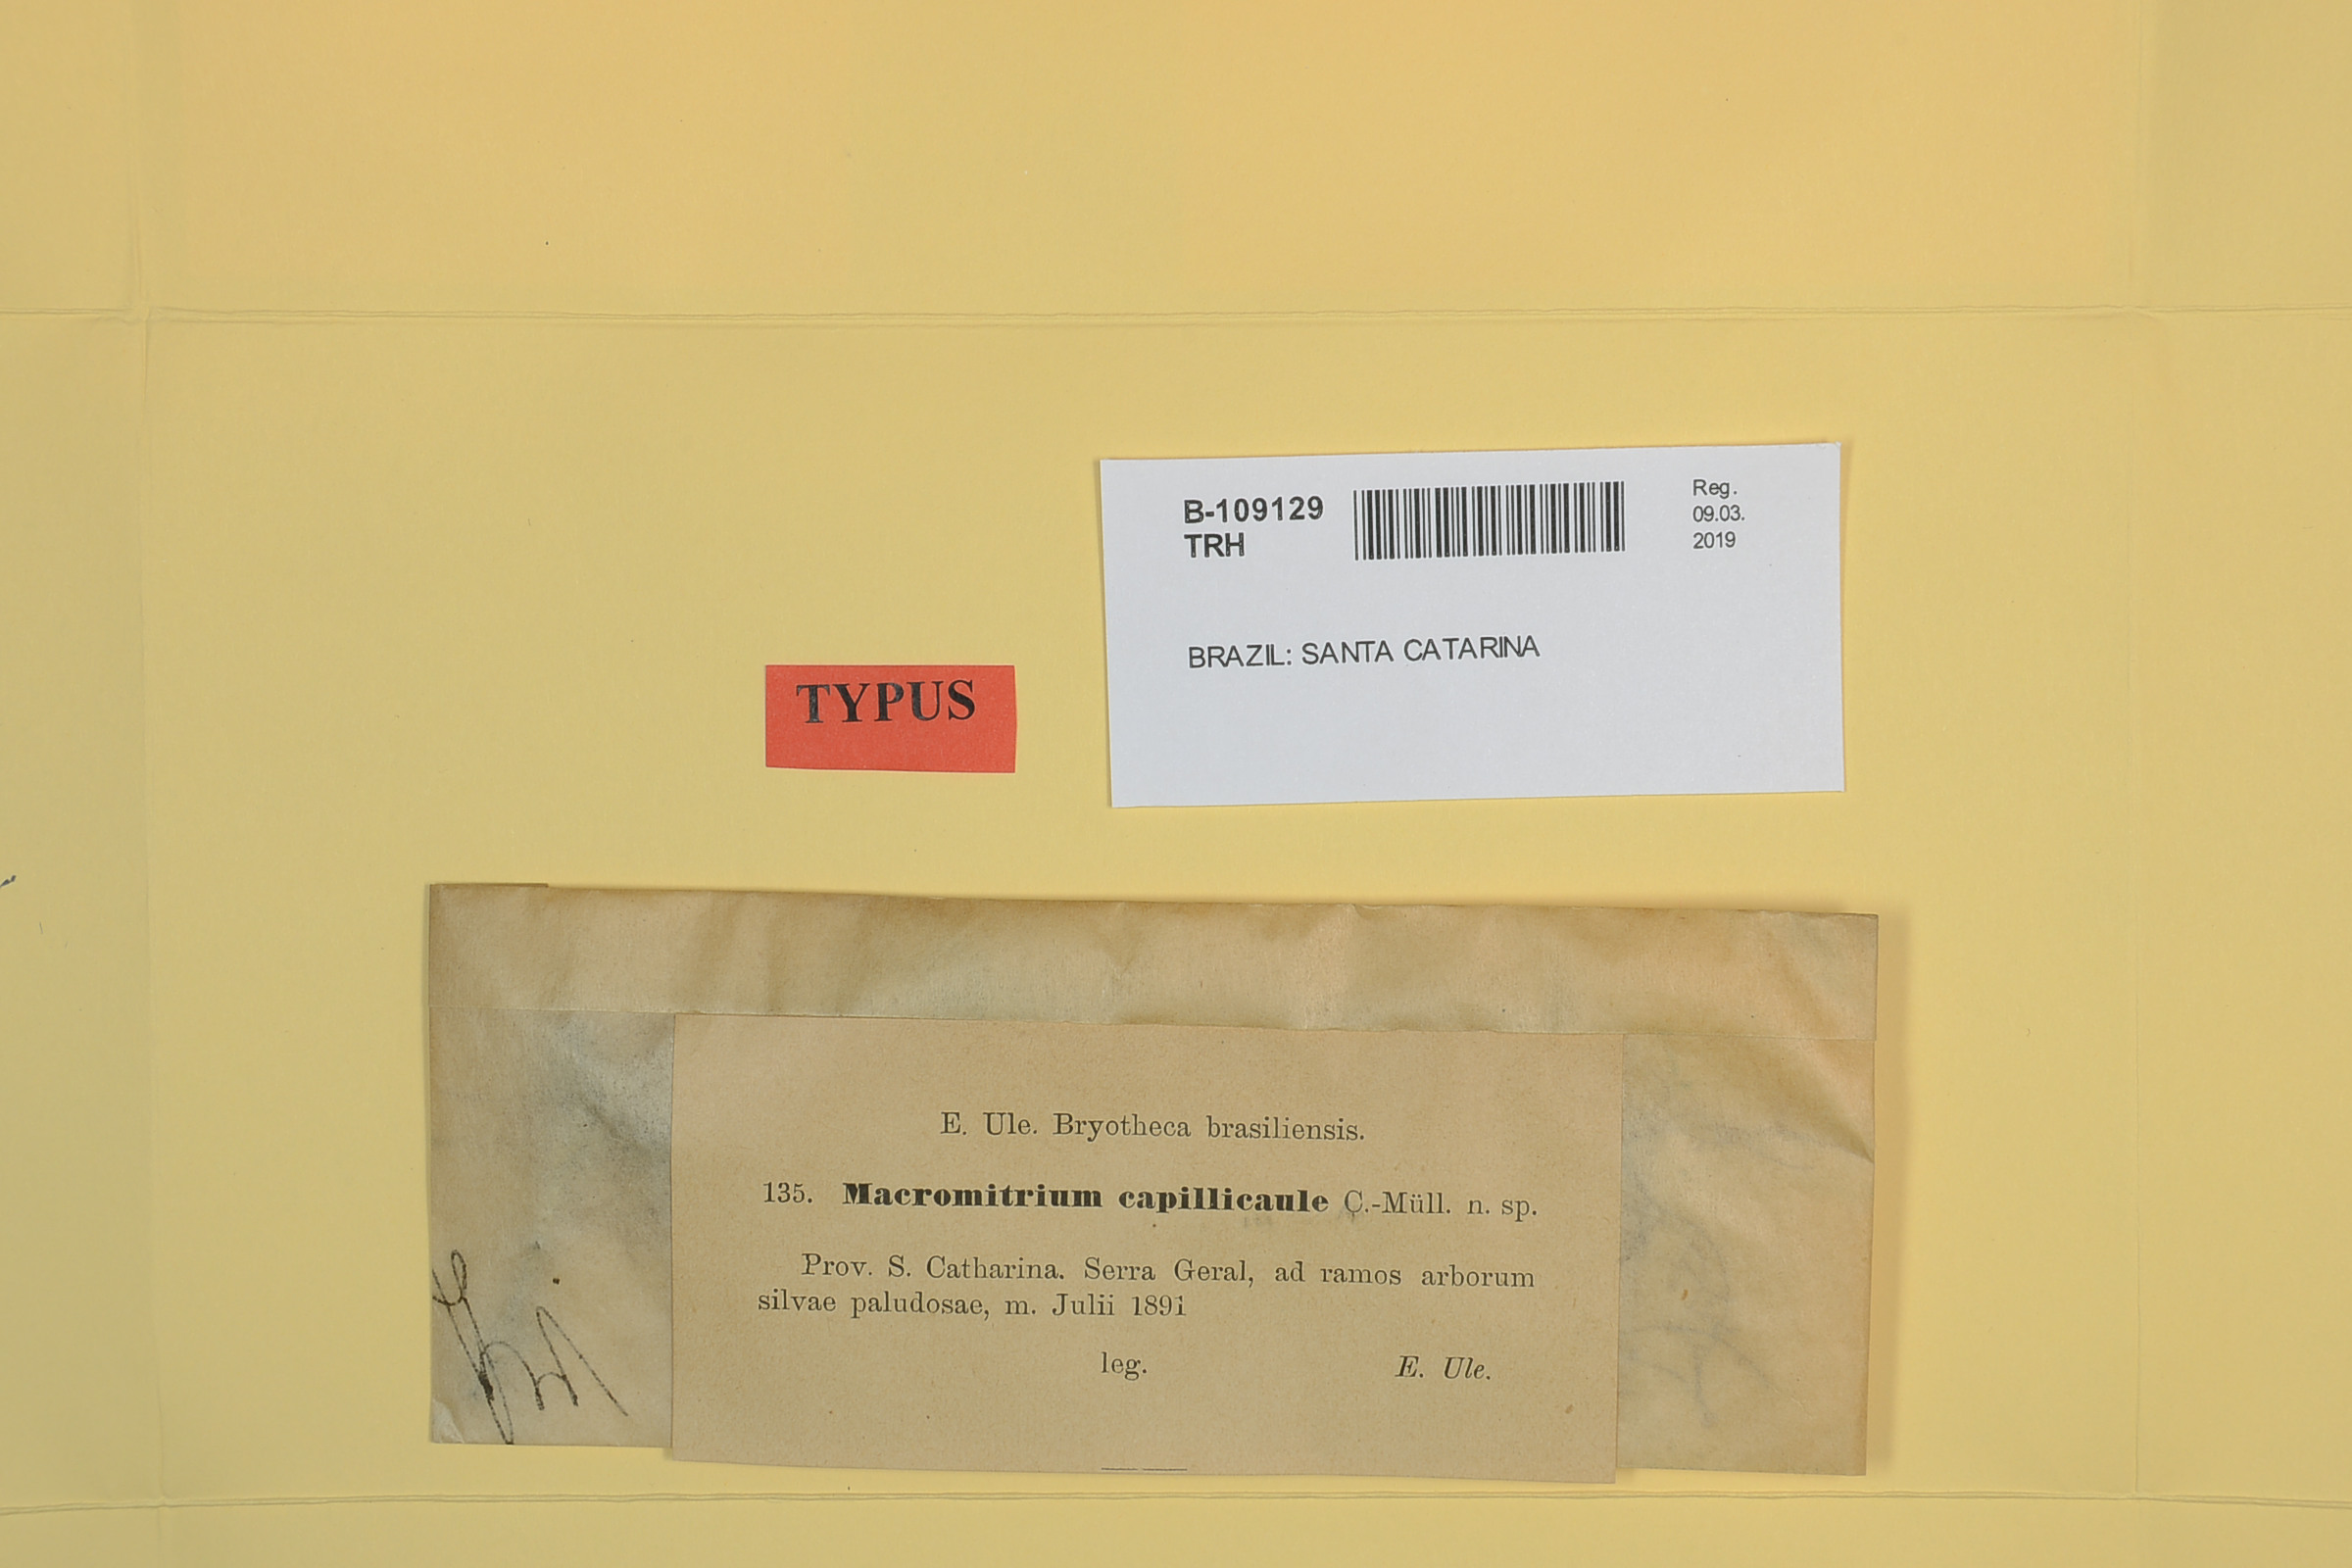 B-109129
TRH
Reg.
09.03.
2019
BRAZIL: SANTA CATARINA
TYPUS
E. Ule. Bryotheca brasiliensis.
135. Macromitrium capillicaule C.-Müll. n. sp.
Prov. S. Catharina. Serra Geral, ad ramos arborum
silvae paludosae, m. Julii 1891
leg. E. Ule.